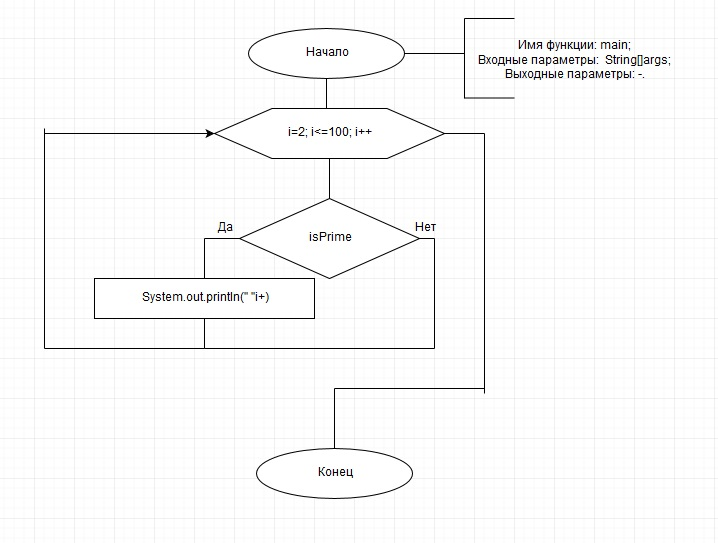 Начало
Имя функции: main;
Входные параметры: String[]args;
Выходные параметры: -.
i=2; i<=100; i++
Да
Нет
isPrime
System.out.println(" "i+)
Конец